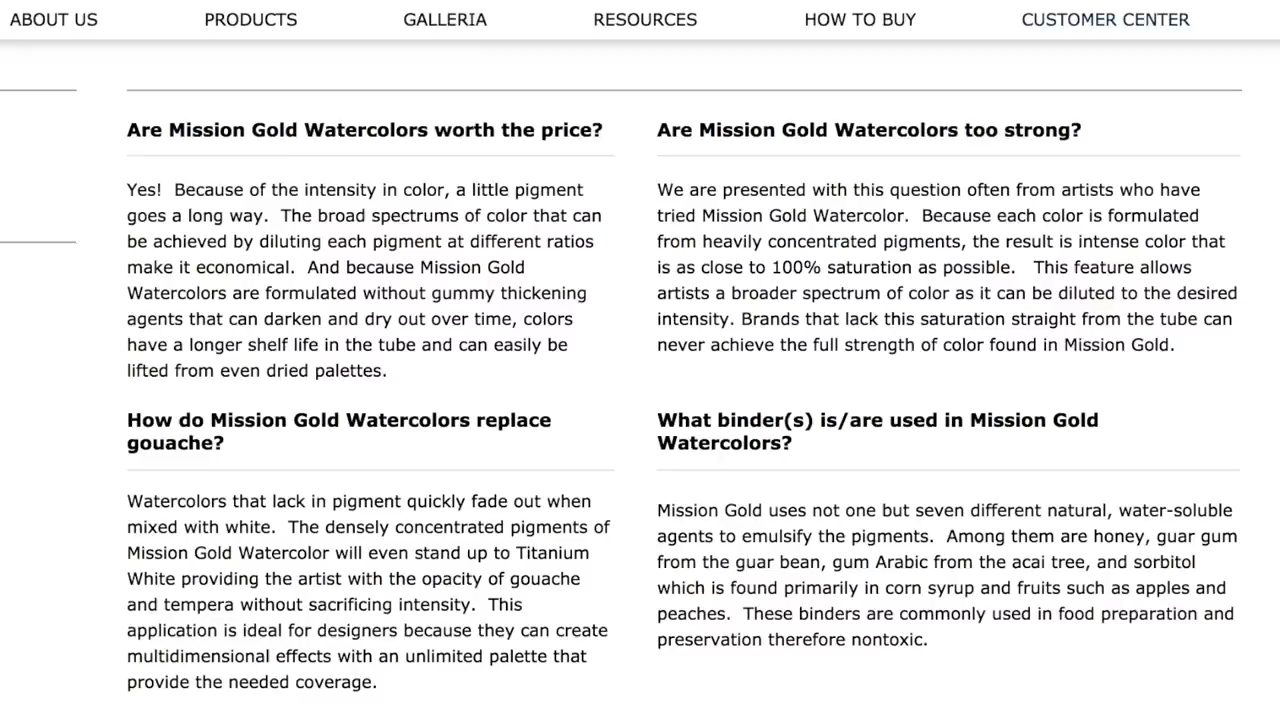 ABOUT US PRODUCTS GALLERIA RESOURCES HOW TO BUY CUSTOMER CENTER
Are Mission Gold Watercolors worth the price?
Yes!  Because of the intensity in color, a little pigment
goes a long way.  The broad spectrums of color that can
be achieved by diluting each pigment at different ratios
make it economical.  And because Mission Gold
Watercolors are formulated without gummy thickening
agents that can darken and dry out over time, colors
have a longer shelf life in the tube and can easily be
lifted from even dried palettes.
Are Mission Gold Watercolors too strong?
We are presented with this question often from artists who have
tried Mission Gold Watercolor.  Because each color is formulated
from heavily concentrated pigments, the result is intense color that
is as close to 100% saturation as possible.   This feature allows
artists a broader spectrum of color as it can be diluted to the desired
intensity. Brands that lack this saturation straight from the tube can
never achieve the full strength of color found in Mission Gold.
How do Mission Gold Watercolors replace
gouache?
Watercolors that lack in pigment quickly fade out when
mixed with white.  The densely concentrated pigments of
Mission Gold Watercolor will even stand up to Titanium
White providing the artist with the opacity of gouache
and tempera without sacrificing intensity.  This
application is ideal for designers because they can create
multidimensional effects with an unlimited palette that
provide the needed coverage.
What binder(s) is/are used in Mission Gold
Watercolors?
Mission Gold uses not one but seven different natural, water-soluble
agents to emulsify the pigments.  Among them are honey, guar gum
from the guar bean, gum Arabic from the acai tree, and sorbitol
which is found primarily in corn syrup and fruits such as apples and
peaches.  These binders are commonly used in food preparation and
preservation therefore nontoxic.